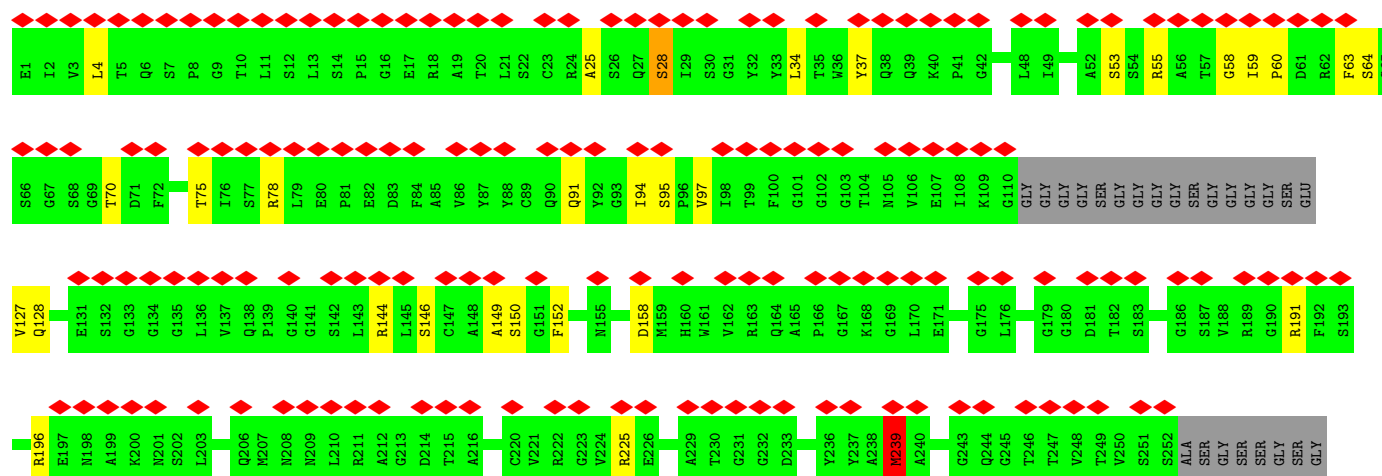 E1 I2 V3 L4 T5 Q6 S7 P8 G9 T10 L11 S12 L13 S14 P15 G16 E17 R18 A19 T20 L21 S22 C23 R24 A25 S26 Q27 S28 I29 S30 G31 Y32 Y33 L34 T35 W36 Y37 Q38 Q39 K40 P41 G42 L48 I49 A52 S53 S54 R55 A56 T57 G58 I59 P60 D61 R62 F63 S64
S66 G67 S68 G69 T70 D71 F72 T75 I76 S77 R78 L79 E80 P81 E82 D83 F84 A85 V86 Y87 Y88 C89 Q90 Q91 Y92 G93 I94 S95 P96 V97 I98 T99 F100 G101 G102 G103 T104 N105 V106 E107 I108 K109 G110 GLY GLY GLY GLY SER GLY GLY GLY GLY SER GLY GLY GLY GLY SER GLU
V127 Q128 E131 S132 G133 G134 G135 L136 V137 Q138 P139 G140 G141 S142 L143 R144 L145 S146 C147 A148 A149 S150 G151 F152 N155 D158 M159 H160 W161 V162 R163 Q164 A165 P166 G167 K168 G169 L170 E171 G175 L176 G179 G180 D181 T182 S183 G186 S187 V188 R189 G190 R191 F192 S193
R196 E197 N198 A199 K200 N201 S202 L203 Q206 M207 N208 N209 L210 R211 A212 G213 D214 T215 A216 C220 V221 R222 G223 V224 R225 E226 A229 T230 G231 G232 D233 Y236 Y237 A238 M239 A240 G243 Q244 G245 T246 T247 V248 T249 V250 S251 S252 ALA SER GLY SER SER GLY SER GLY